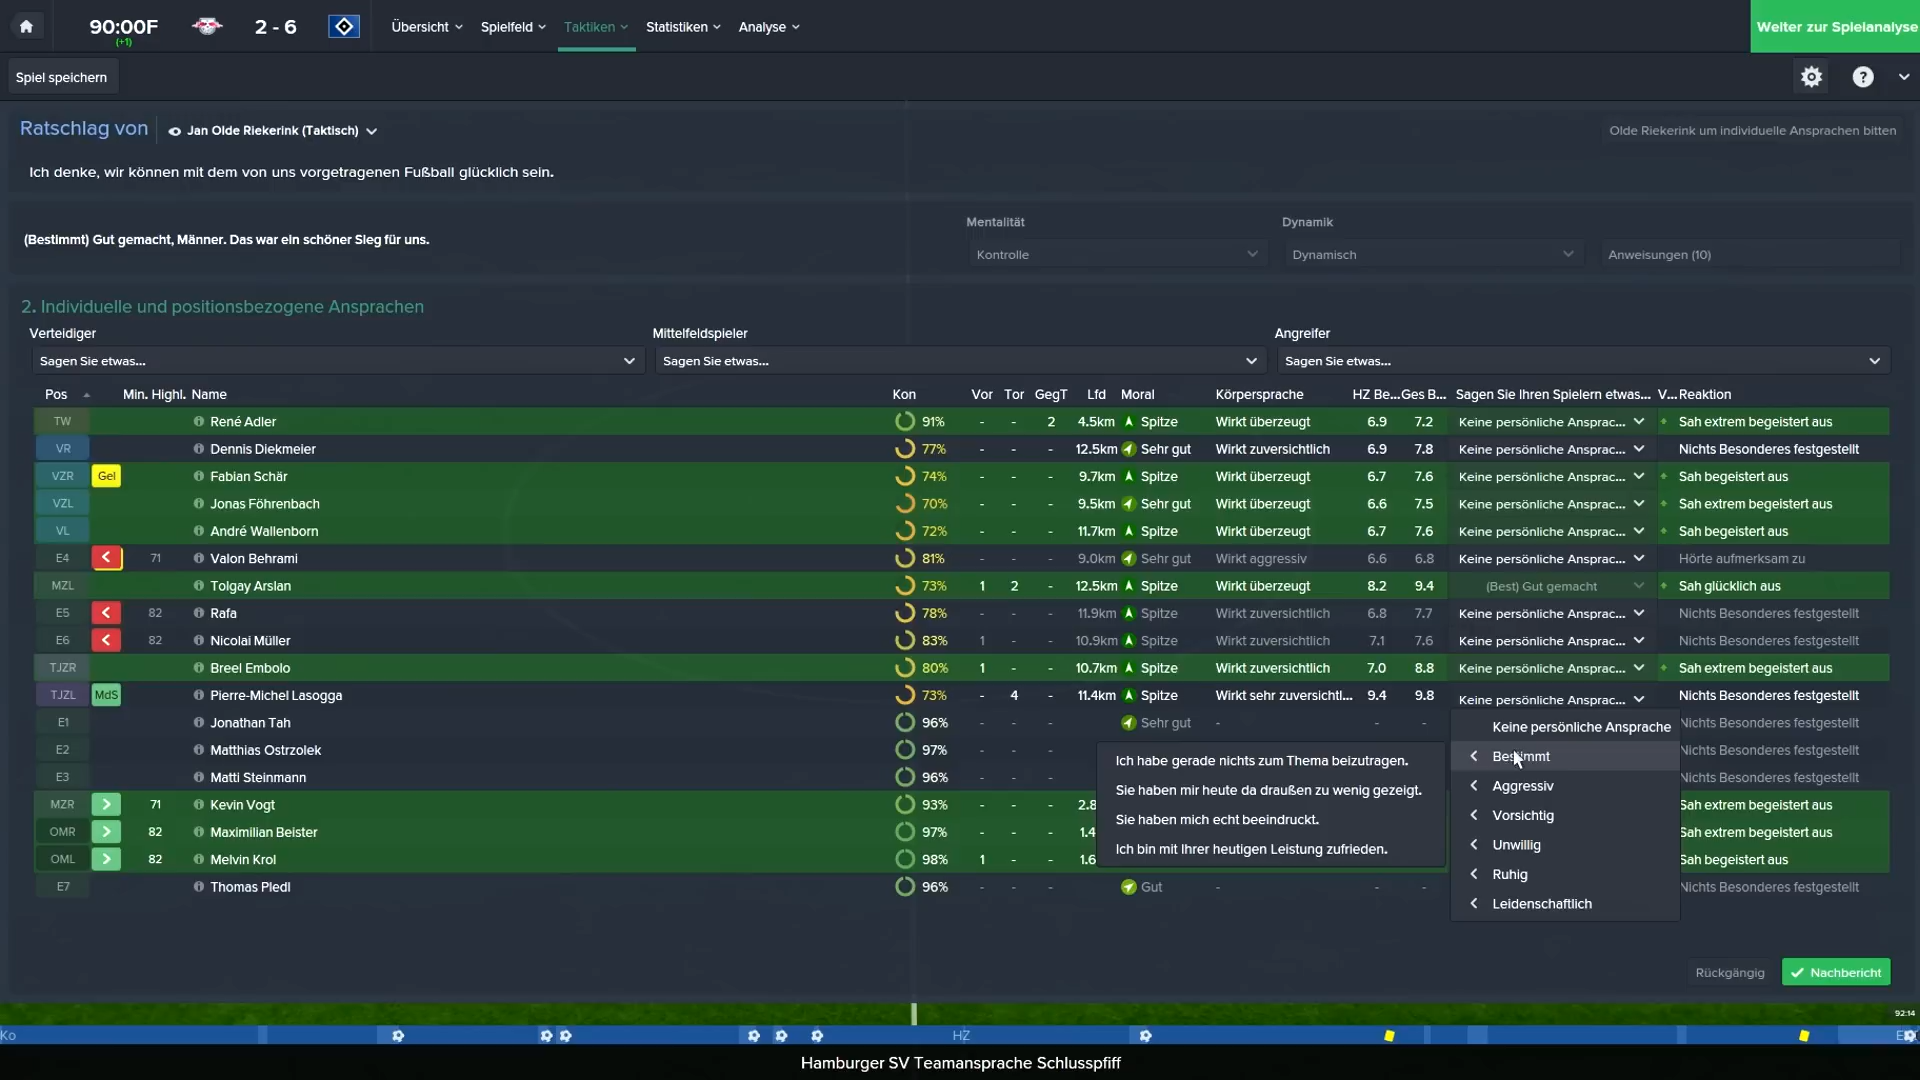 90:00F
(+1)
2 - 6
Übersicht
Spielfeld
Taktiken
Statistiken
Analyse
Weiter zur Spielanalyse
Spiel speichern
?
Ratschlag von
Jan Olde Riekerink (Taktisch)
Olde Riekerink um individuelle Ansprachen bitten
Ich denke, wir können mit dem von uns vorgetragenen Fußball glücklich sein.
Mentalität
Dynamik
(Bestimmt) Gut gemacht, Männer. Das war ein schöner Sieg für uns.
Kontrolle
Dynamisch
Anweisungen (10)
2. Individuelle und positionsbezogene Ansprachen
Verteidiger
Mittelfeldspieler
Angreifer
Sagen Sie etwas...
Sagen Sie etwas...
Sagen Sie etwas...
Pos Min. Highl. Name Kon Vor Tor GegT Lfd Moral Körpersprache HZ Be... Ges B... Sagen Sie Ihren Spielern etwas... V... Reaktion
TW René Adler 91% - - 2 4.5km Spitze Wirkt überzeugt 6.9 7.2 Keine persönliche Ansprac... Sah extrem begeistert aus
VR Dennis Diekmeier 77% - - - 12.5km Sehr gut Wirkt zuversichtlich 6.9 7.8 Keine persönliche Ansprac... Nichts Besonderes festgestellt
VZR Gel Fabian Schär 74% - - - 9.7km Spitze Wirkt überzeugt 6.7 7.6 Keine persönliche Ansprac... Sah begeistert aus
VZL Jonas Föhrenbach 70% - - - 9.5km Sehr gut Wirkt überzeugt 6.6 7.5 Keine persönliche Ansprac... Sah extrem begeistert aus
VL André Wallenborn 72% - - - 11.7km Spitze Wirkt überzeugt 6.7 7.6 Keine persönliche Ansprac... Sah begeistert aus
E4 71 Valon Behrami 81% - - - 9.0km Sehr gut Wirkt aggressiv 6.6 6.8 Keine persönliche Ansprac... Hörte aufmerksam zu
MZL Tolgay Arslan 73% 1 2 - 12.5km Spitze Wirkt überzeugt 8.2 9.4 (Best) Gut gemacht Sah glücklich aus
E5 82 Rafa 78% - - - 11.9km Spitze Wirkt zuversichtlich 6.8 7.7 Keine persönliche Ansprac... Nichts Besonderes festgestellt
E6 82 Nicolai Müller 83% 1 - - 10.9km Spitze Wirkt zuversichtlich 7.1 7.6 Keine persönliche Ansprac... Nichts Besonderes festgestellt
TJZR Breel Embolo 80% 1 - - 10.7km Spitze Wirkt zuversichtlich 7.0 8.8 Keine persönliche Ansprac... Sah extrem begeistert aus
TJZL MdS Pierre-Michel Lasogga 73% - 4 - 11.4km Spitze Wirkt sehr zuversichtl... 9.4 9.8 Keine persönliche Ansprac... Nichts Besonderes festgestellt
E1 Jonathan Tah 96% - - - Sehr gut - - - Nichts Besonderes festgestellt
E2 Matthias Ostrzolek 97% Nichts Besonderes festgestellt
E3 Matti Steinmann 96% Nichts Besonderes festgestellt
MZR 71 Kevin Vogt 93% - - - 2.8 Sah extrem begeistert aus
OMR 82 Maximilian Beister 97% - - - 1.4 Sah extrem begeistert aus
OML 82 Melvin Krol 98% 1 - - 1.6 Sah begeistert aus
E7 Thomas Pledl 96% - - - Gut - - - Nichts Besonderes festgestellt
Keine persönliche Ansprache
Bestimmt
Aggressiv
Vorsichtig
Unwillig
Ruhig
Leidenschaftlich
Ich habe gerade nichts zum Thema beizutragen.
Sie haben mir heute da draußen zu wenig gezeigt.
Sie haben mich echt beeindruckt.
Ich bin mit Ihrer heutigen Leistung zufrieden.
Rückgängig
Nachbericht
92:14
Ko
HZ
Hamburger SV Teamansprache Schlusspfiff